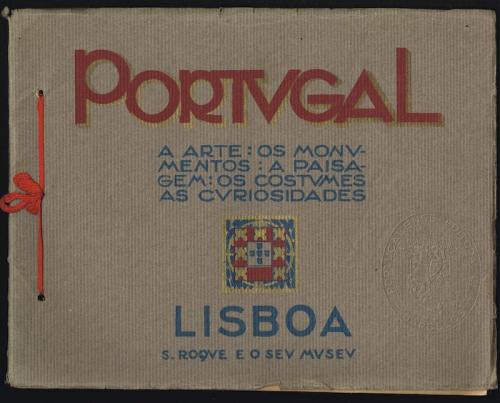 PORTVGAL
A ARTE : OS MONV-
MENTOS : A PAISA-
GEM : OS COSTVMES
AS CVRIOSIDADES
LISBOA
S. ROQVE E O SEV MVSEV